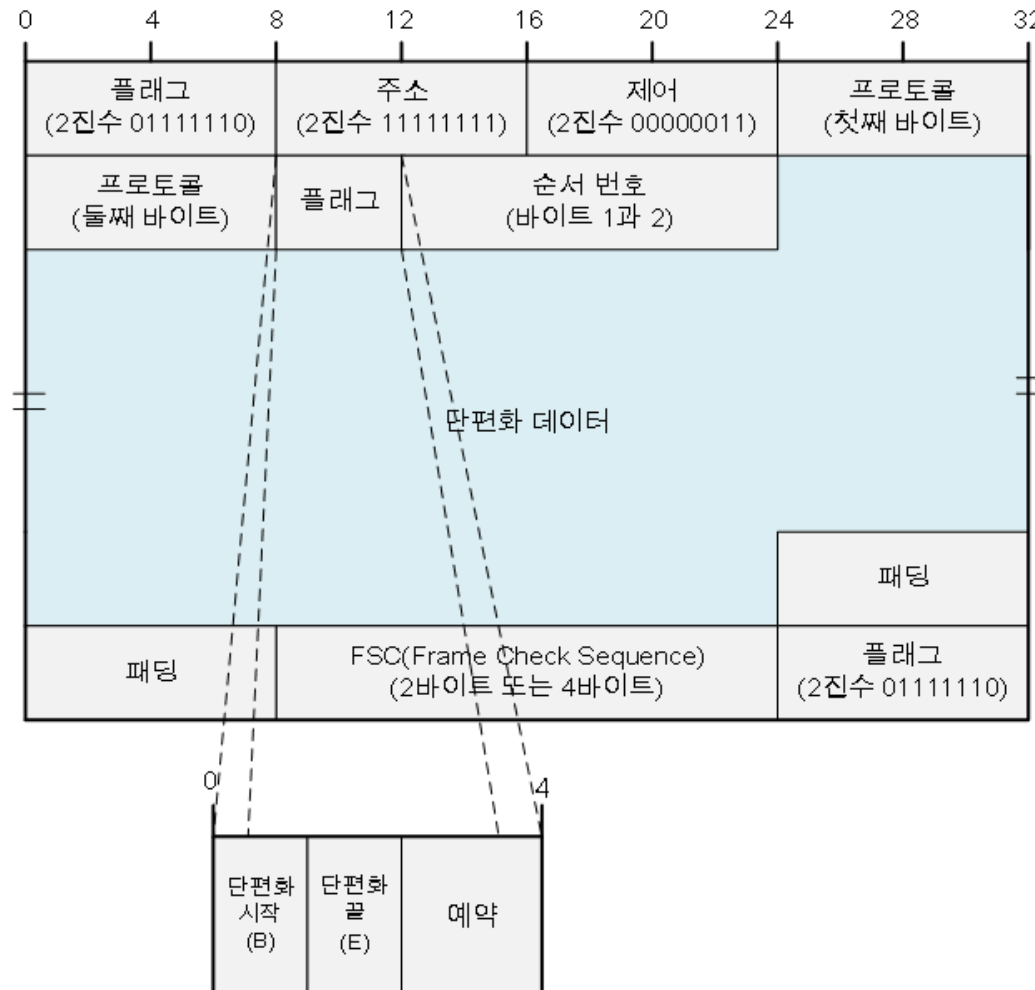 0 4 8 12 16 20 24 28 32
플래그 주소 제어 프로토콜
(2진수 01111110) (2진수 11111111) (2진수 00000011) (첫째 바이트)
프로토콜 플래그 순서 번호
(둘째 바이트) (바이트 1과 2)
단편화 데이터
패딩
패딩 FSC(Frame Check Sequence) 플래그
(2바이트 또는 4바이트) (2진수 01111110)
0 4
단편화 단편화 예약
시작 끝
(B) (E)